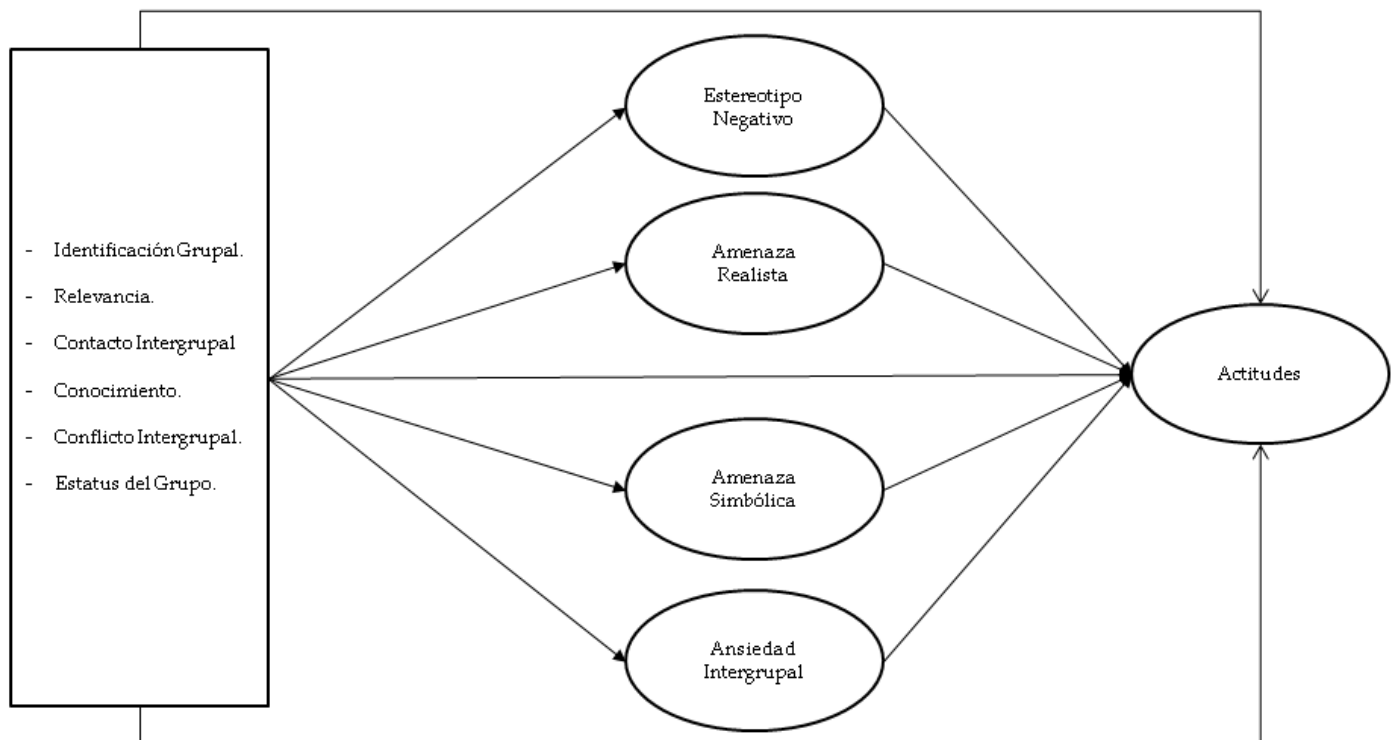 - Identificación Grupal.
- Relevancia.
- Contacto Intergrupal
- Conocimiento.
- Conflicto Intergrupal.
- Estatus del Grupo.
Estereotipo
Negativo
Amenaza
Realista
Amenaza
Simbólica
Ansiedad
Intergrupal
Actitudes